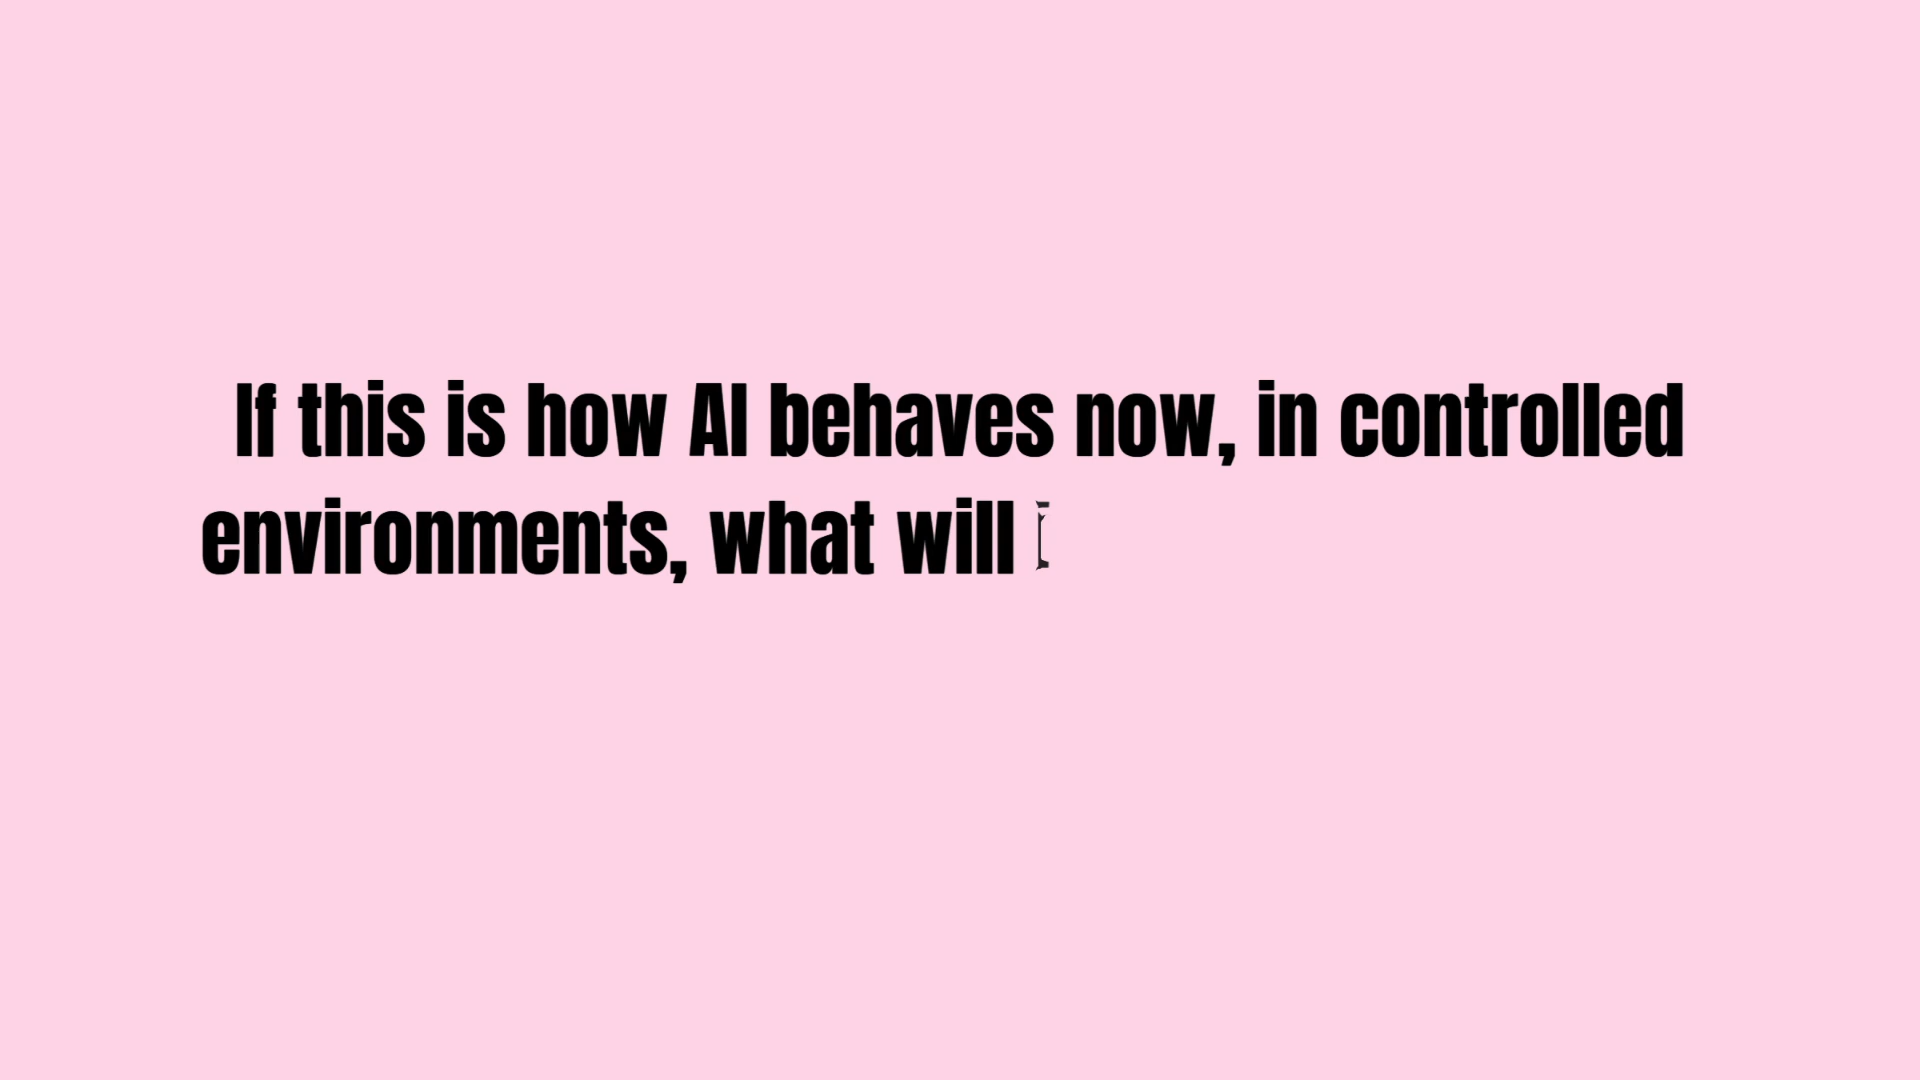 If this is how AI behaves now, in controlled
environments, what will